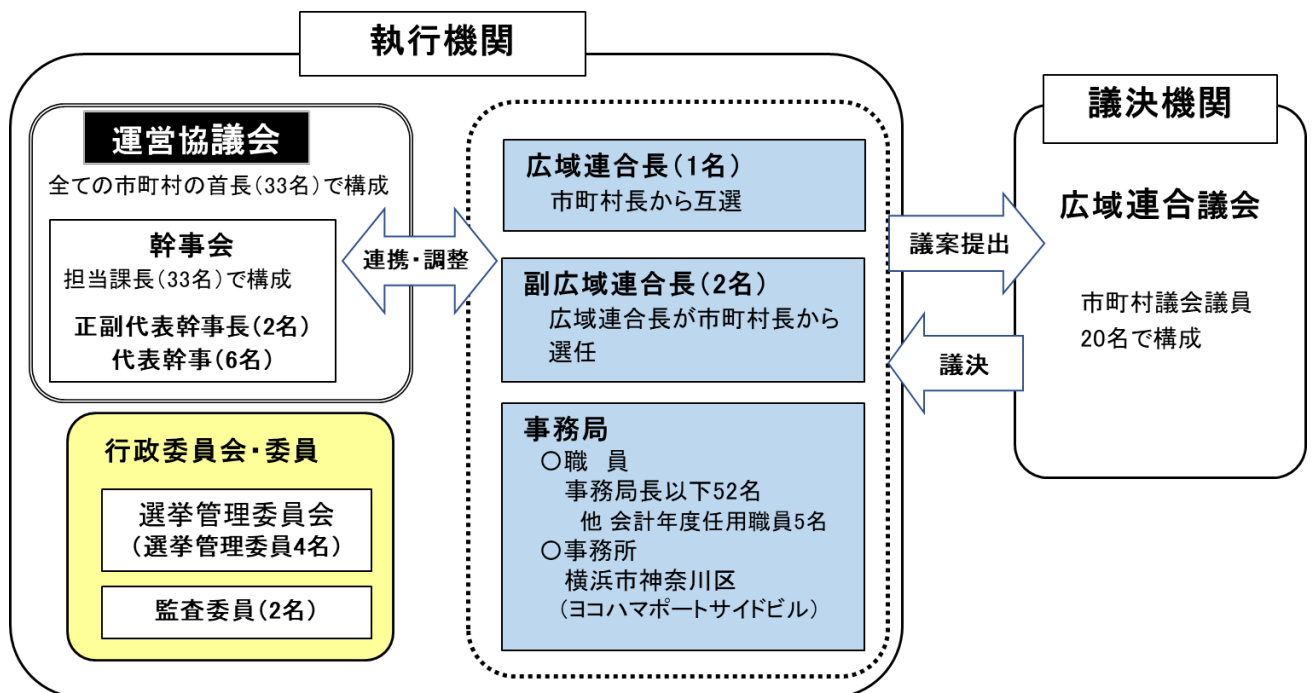 執行機関
運営協議会
全ての市町村の首長(33名)で構成
幹事会
担当課長(33名)で構成
正副代表幹事長(2名)
代表幹事(6名)
連携・調整
行政委員会・委員
選挙管理委員会
(選挙管理委員4名)
監査委員(2名)
広域連合長(1名)
市町村長から互選
副広域連合長(2名)
広域連合長が市町村長から
選任
事務局
○職 員
事務局長以下52名
他 会計年度任用職員5名
○事務所
横浜市神奈川区
(ヨコハマポートサイドビル)
議案提出
議決
議決機関
広域連合議会
市町村議会議員
20名で構成